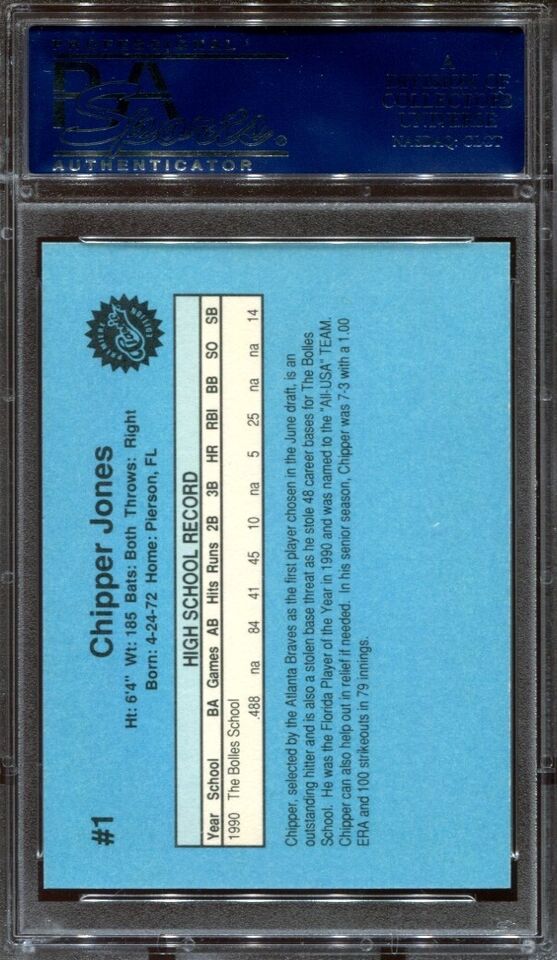 PROFESSIONAL
PSA
Sports
AUTHENTICATOR
A
DIVISION OF
COLLECTORS
UNIVERSE
NASDAQ: CLCT
#1
Chipper Jones
Ht: 6'4" Wt: 185 Bats: Both Throws: Right
Born: 4-24-72 Home: Pierson, FL
HIGH SCHOOL RECORD
Year School BA Games AB Hits Runs 2B 3B HR RBI BB SO SB
1990 The Bolles School
.488 na 84 41 45 10 na 5 25 na na 14
Chipper, selected by the Atlanta Braves as the first player chosen in the June draft, is an
outstanding hitter and is also a stolen base threat as he stole 48 career bases for The Bolles
School. He was the Florida Player of the Year in 1990 and was named to the "All-USA" TEAM.
Chipper can also help out in relief if needed. In his senior season, Chipper was 7-3 with a 1.00
ERA and 100 strikeouts in 79 innings.